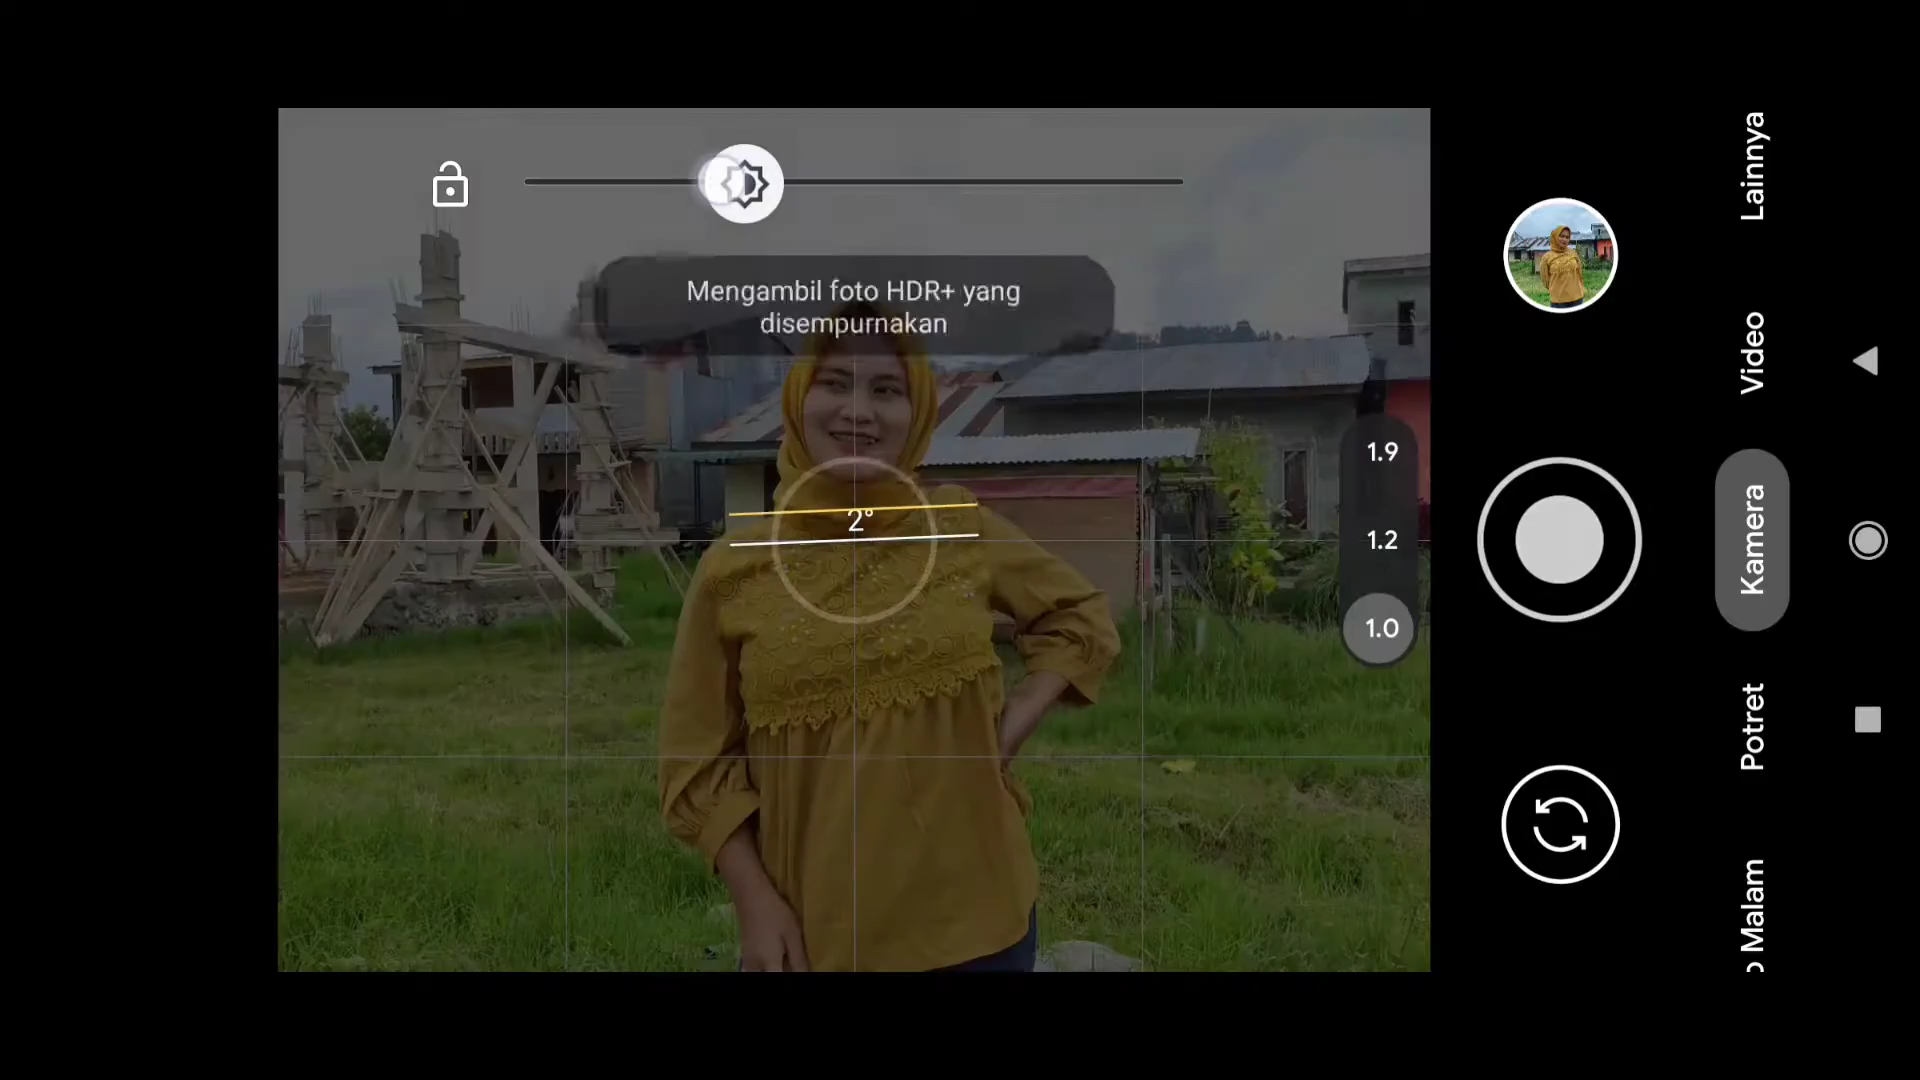 Mengambil foto HDR+ yang
disempurnakan
2°
1.9
1.2
1.0
Lainnya
Video
Kamera
Potret
Malam